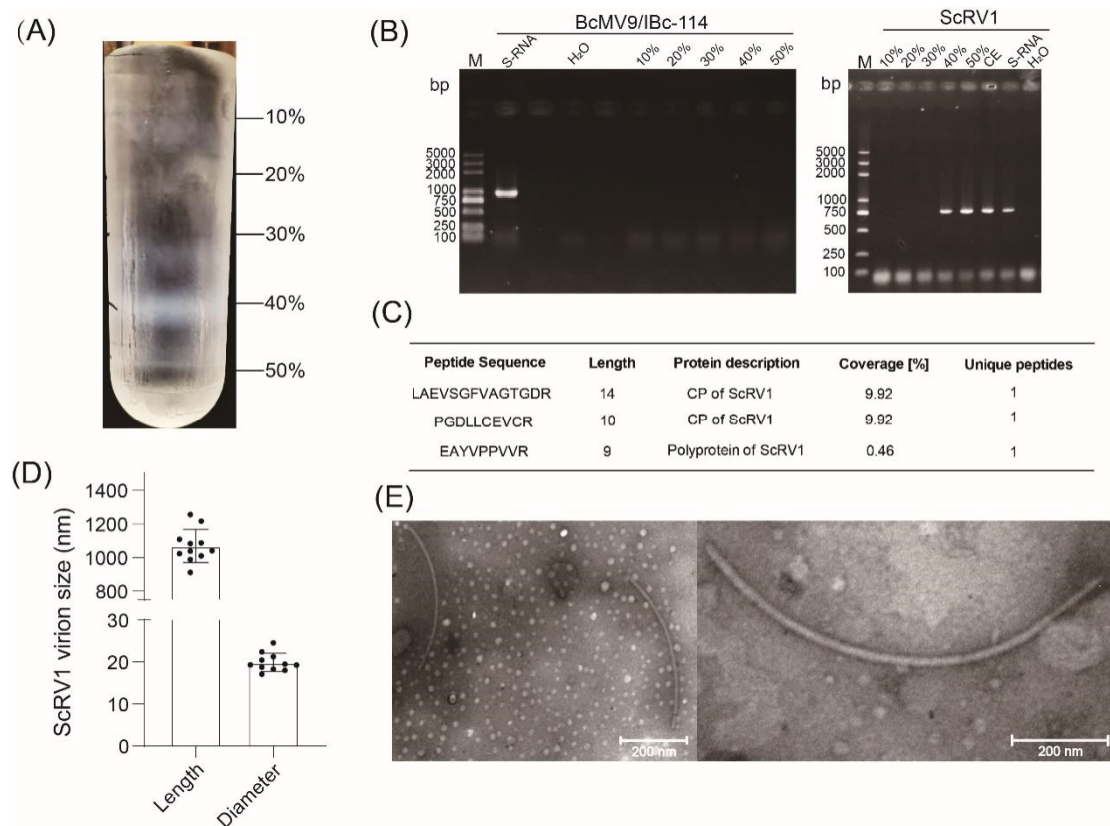 (A)
10%
20%
30%
40%
50%
(B)
BcMV9/IBc-114
M S-RNA H₂O 10% 20% 30% 40% 50%
bp
5000
3000
2000
1000
750
500
250
100
ScRV1
M 10% 20% 30% 40% 50% CE S-RNA H₂O
bp
5000
3000
2000
1000
750
500
250
100
(C)
Peptide Sequence Length Protein description Coverage [%] Unique peptides
LAEVSGFVAGTGDR 14 CP of ScRV1 9.92 1
PGDLLCEVCR 10 CP of ScRV1 9.92 1
EAYVPPVVR 9 Polyprotein of ScRV1 0.46 1
(D)
ScRV1 virion size (nm)
1400
1200
1000
800
30
20
10
0
Length
Diameter
(E)
200 nm
200 nm